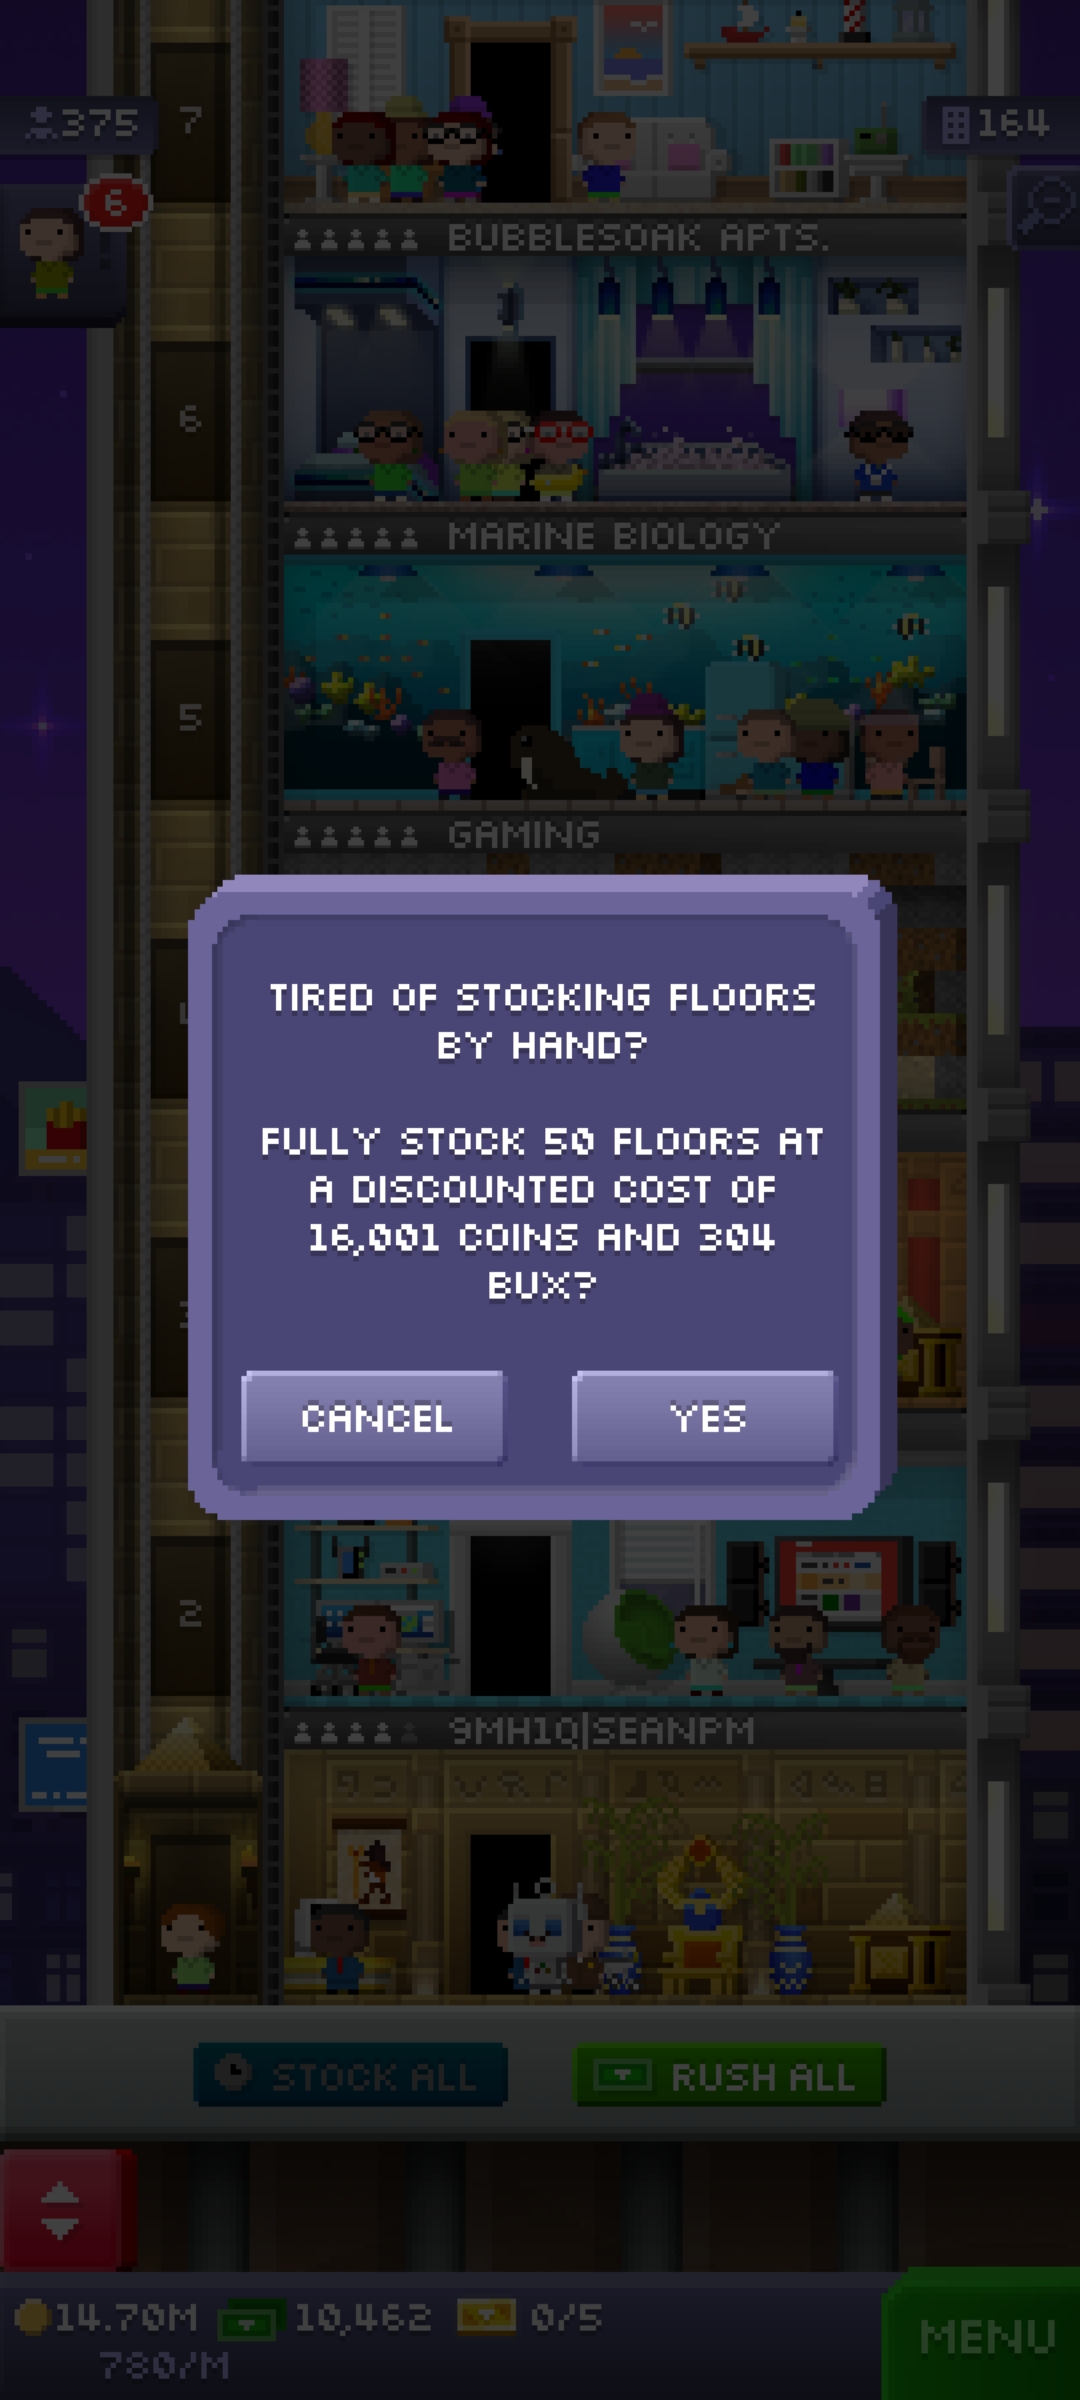 375
7
164
6
BUBBLESOAK APTS.
6
MARINE BIOLOGY
5
GAMING
TIRED OF STOCKING FLOORS
BY HAND?
FULLY STOCK 50 FLOORS AT
A DISCOUNTED COST OF
16,001 COINS AND 304
BUX?
CANCEL
YES
2
9MH1Q|SEANPM
STOCK ALL
RUSH ALL
14.70M
10,462
0/5
780/M
MENU